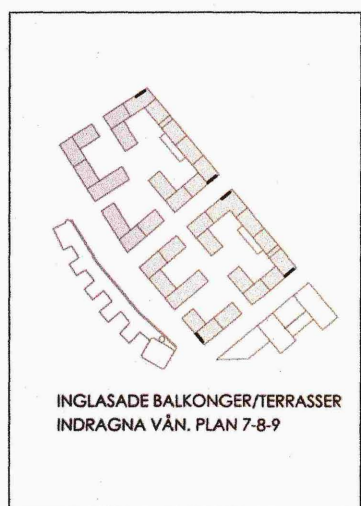 INGLASADE BALKONGER/TERRASSER
INDRAGNA VÅN. PLAN 7-8-9